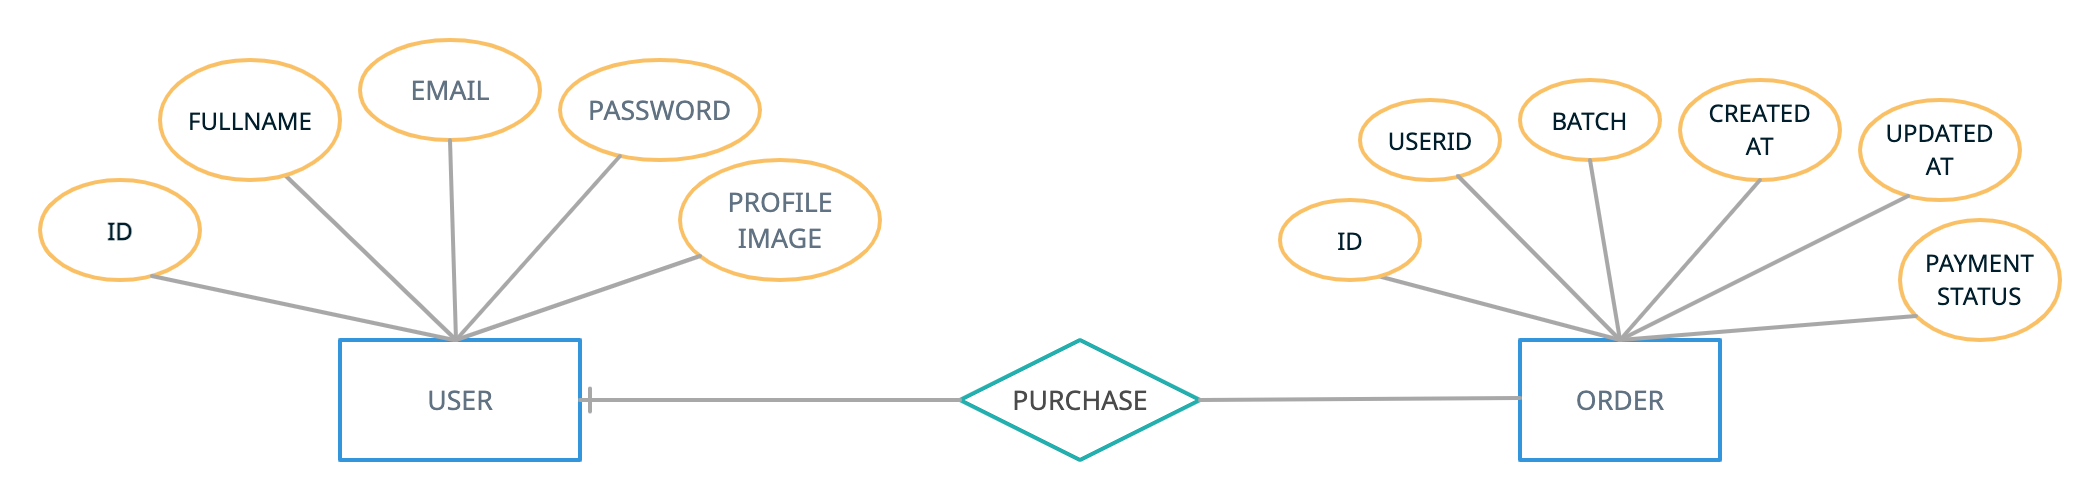 ID
FULLNAME
EMAIL
PASSWORD
PROFILE
IMAGE
USER
PURCHASE
ID
USERID
BATCH
CREATED
AT
UPDATED
AT
PAYMENT
STATUS
ORDER